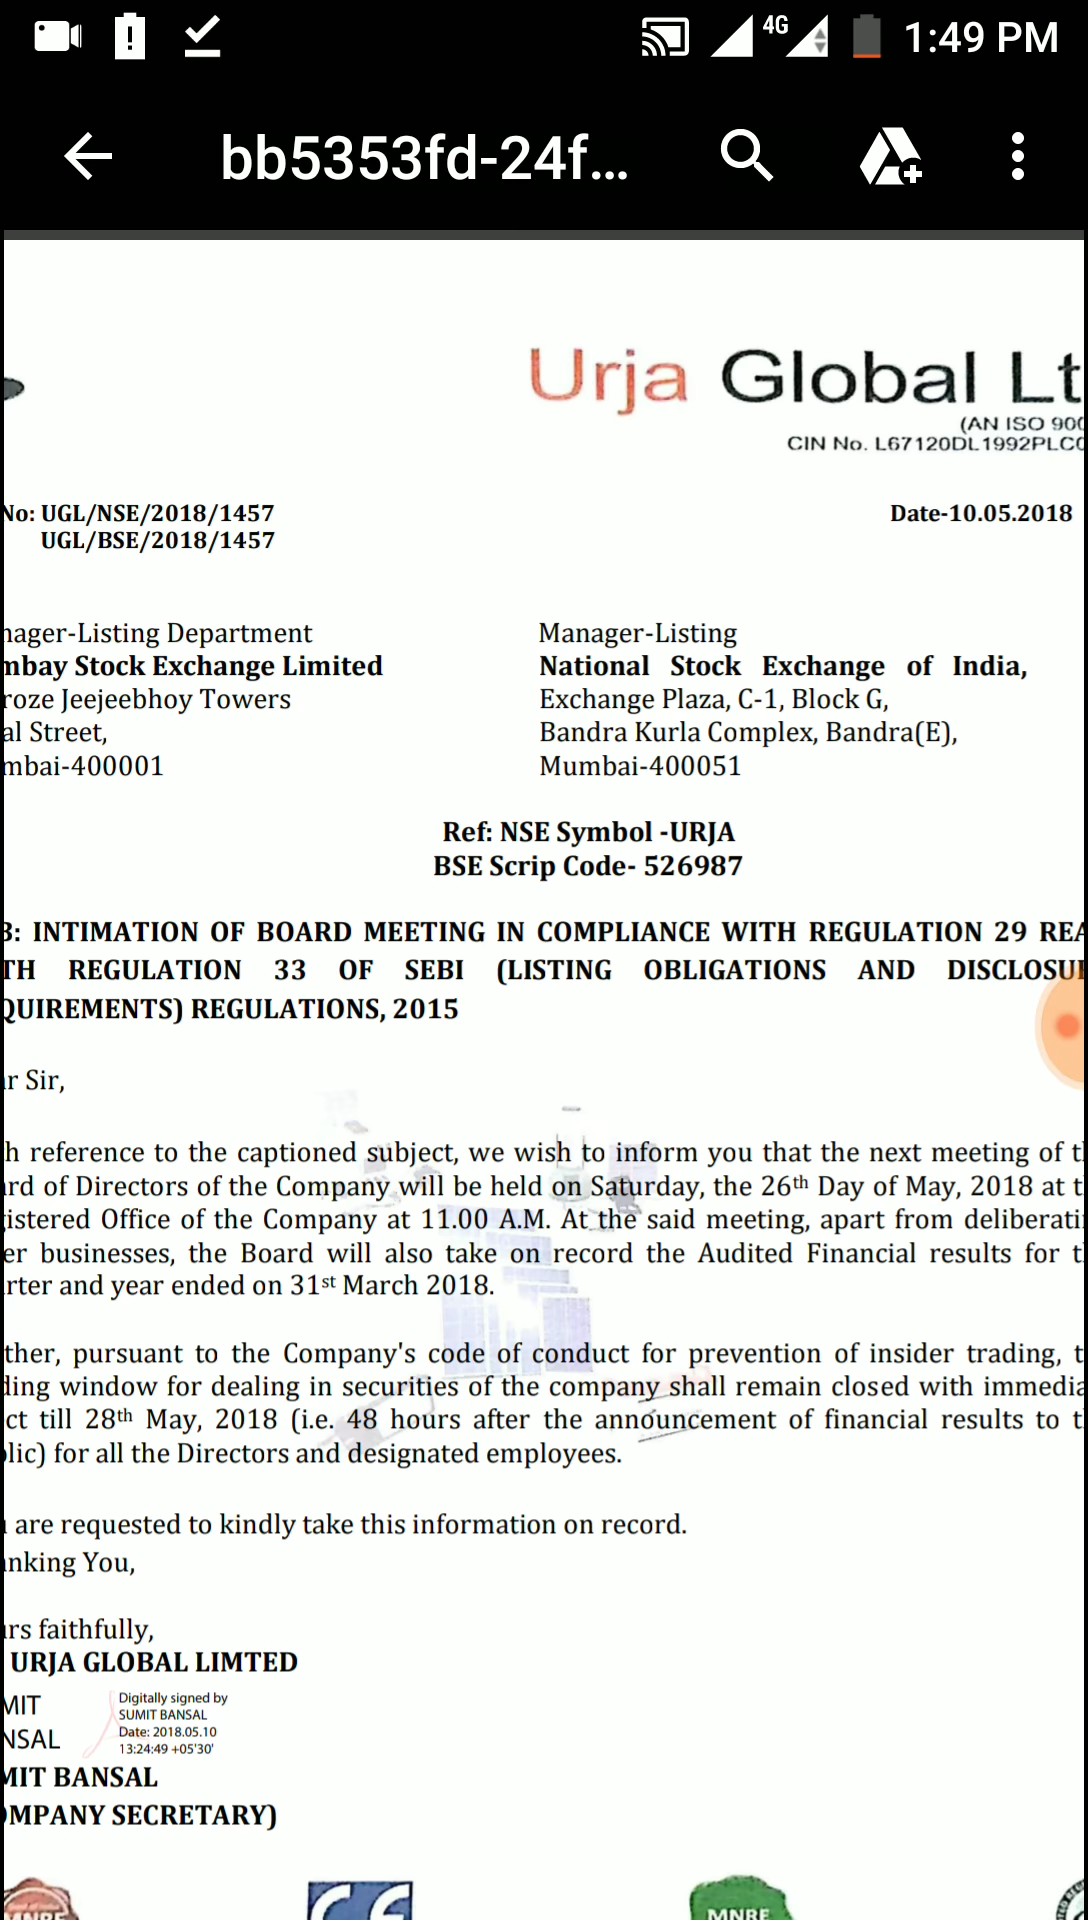 4G 1:49 PM
bb5353fd-24f...
Urja Global Lt
(AN ISO 900
CIN No. L67120DL1992PLC0
No: UGL/NSE/2018/1457
Date-10.05.2018
UGL/BSE/2018/1457
nager-Listing Department
mbay Stock Exchange Limited
roze Jeejeebhoy Towers
al Street,
mbai-400001
Manager-Listing
National Stock Exchange of India,
Exchange Plaza, C-1, Block G,
Bandra Kurla Complex, Bandra(E),
Mumbai-400051
Ref: NSE Symbol -URJA
BSE Scrip Code- 526987
B: INTIMATION OF BOARD MEETING IN COMPLIANCE WITH REGULATION 29 REA
TH REGULATION 33 OF SEBI (LISTING OBLIGATIONS AND DISCLOSU
QUIREMENTS) REGULATIONS, 2015
r Sir,
h reference to the captioned subject, we wish to inform you that the next meeting of t
rd of Directors of the Company will be held on Saturday, the 26th Day of May, 2018 at t
istered Office of the Company at 11.00 A.M. At the said meeting, apart from deliberati
er businesses, the Board will also take on record the Audited Financial results for t
rter and year ended on 31st March 2018.
ther, pursuant to the Company's code of conduct for prevention of insider trading, t
ding window for dealing in securities of the company shall remain closed with immedia
ct till 28th May, 2018 (i.e. 48 hours after the announcement of financial results to t
lic) for all the Directors and designated employees.
are requested to kindly take this information on record.
nking You,
rs faithfully,
URJA GLOBAL LIMTED
MIT
NSAL
Digitally signed by
SUMIT BANSAL
Date: 2018.05.10
13:24:49 +05'30'
MIT BANSAL
OMPANY SECRETARY)
MNRE
CE
MNRE